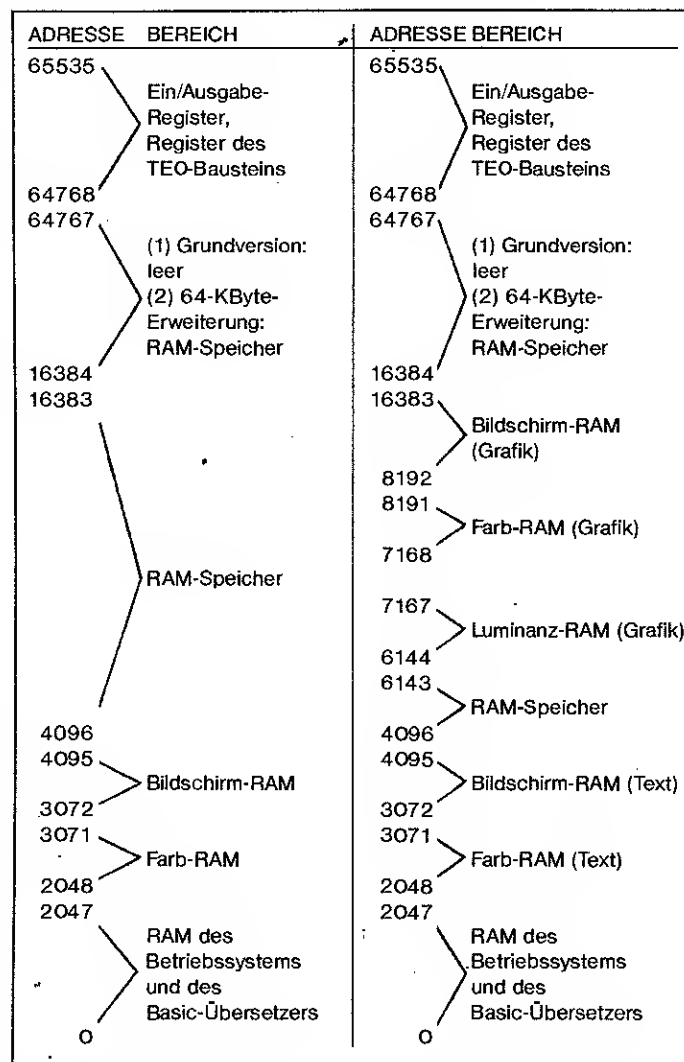 ADRESSE BEREICH
65535
Ein/Ausgabe-
Register,
Register des
TEO-Bausteins
64768
64767
(1) Grundversion:
leer
(2) 64-KByte-
Erweiterung:
RAM-Speicher
16384
16383
RAM-Speicher
4096
4095
Bildschirm-RAM
3072
3071
Farb-RAM
2048
2047
RAM des
Betriebssystems
und des
Basic-Übersetzers
0
ADRESSE BEREICH
65535
Ein/Ausgabe-
Register,
Register des
TEO-Bausteins
64768
64767
(1) Grundversion:
leer
(2) 64-KByte-
Erweiterung:
RAM-Speicher
16384
16383
Bildschirm-RAM
(Grafik)
8192
8191
Farb-RAM (Grafik)
7168
7167
Luminanz-RAM (Grafik)
6144
6143
RAM-Speicher
4096
4095
Bildschirm-RAM (Text)
3072
3071
Farb-RAM (Text)
2048
2047
RAM des
Betriebssystems
und des
Basic-Übersetzers
0